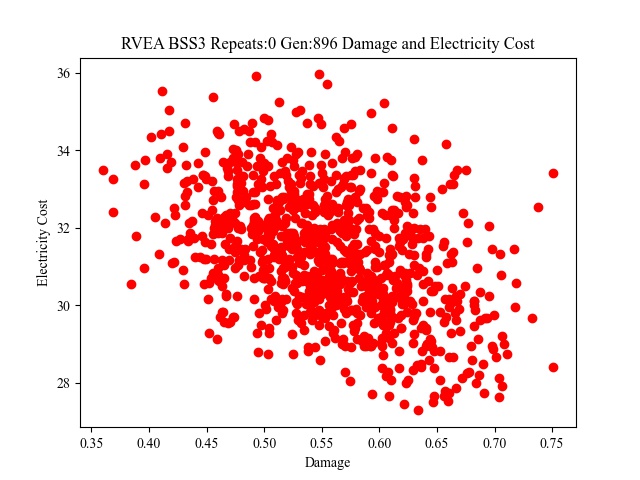 RVEA BSS3 Repeats:0 Gen:896 Damage and Electricity Cost
36
34
32
30
28
Electricity Cost
0.35 0.40 0.45 0.50 0.55 0.60 0.65 0.70 0.75
Damage